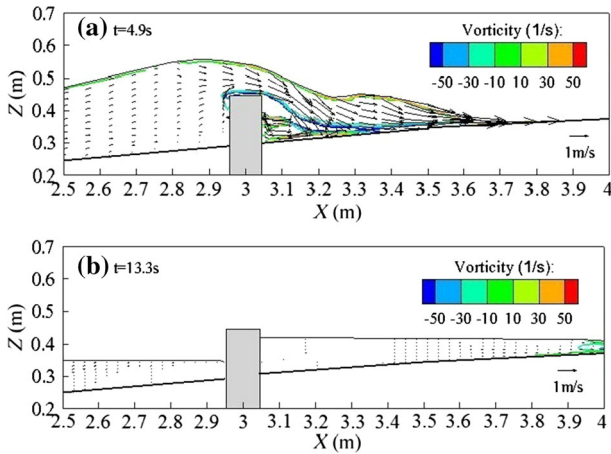 (a) t=4.9s
Vorticity (1/s):
-50 -30 -10 10 30 50
0.7
0.6
0.5
0.4
0.3
0.2
Z (m)
1m/s
2.5 2.6 2.7 2.8 2.9 3 3.1 3.2 3.3 3.4 3.5 3.6 3.7 3.8 3.9 4
X (m)
(b) t=13.3s
Vorticity (1/s):
-50 -30 -10 10 30 50
0.7
0.6
0.5
0.4
0.3
0.2
Z (m)
1m/s
2.5 2.6 2.7 2.8 2.9 3 3.1 3.2 3.3 3.4 3.5 3.6 3.7 3.8 3.9 4
X (m)